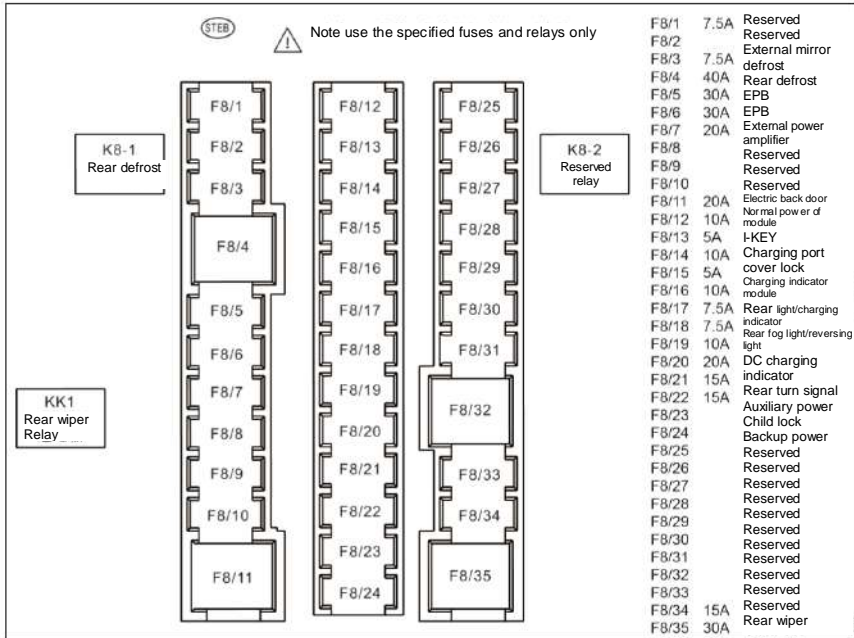 STEB
Note use the specified fuses and relays only
K8-1
Rear defrost
KK1
Rear wiper
Relay
F8/1
F8/2
F8/3
F8/4
F8/5
F8/6
F8/7
F8/8
F8/9
F8/10
F8/11
F8/12
F8/13
F8/14
F8/15
F8/16
F8/17
F8/18
F8/19
F8/20
F8/21
F8/22
F8/23
F8/24
F8/25
F8/26
F8/27
F8/28
F8/29
F8/30
F8/31
F8/32
F8/33
F8/34
F8/35
K8-2
Reserved
relay
F8/1 7.5A
F8/2
F8/3 7.5A
F8/4 40A
F8/5 30A
F8/6 30A
F8/7 20A
F8/8
F8/9
F8/10
F8/11 20A
F8/12 10A
F8/13 5A
F8/14 10A
F8/15 5A
F8/16 10A
F8/17 7.5A
F8/18 7.5A
F8/19 10A
F8/20 20A
F8/21 15A
F8/22 15A
F8/23
F8/24
F8/25
F8/26
F8/27
F8/28
F8/29
F8/30
F8/31
F8/32
F8/33
F8/34 15A
F8/35 30A
Reserved
Reserved
External mirror
defrost
Rear defrost
EPB
EPB
External power
amplifier
Reserved
Reserved
Reserved
Electric back door
Normal power of
module
I-KEY
Charging port
cover lock
Charging indicator
module
Rear light/charging
indicator
Rear fog light/reversing
light
DC charging
indicator
Rear turn signal
Auxiliary power
Child lock
Backup power
Reserved
Reserved
Reserved
Reserved
Reserved
Reserved
Reserved
Reserved
Reserved
Reserved
Reserved
Rear wiper